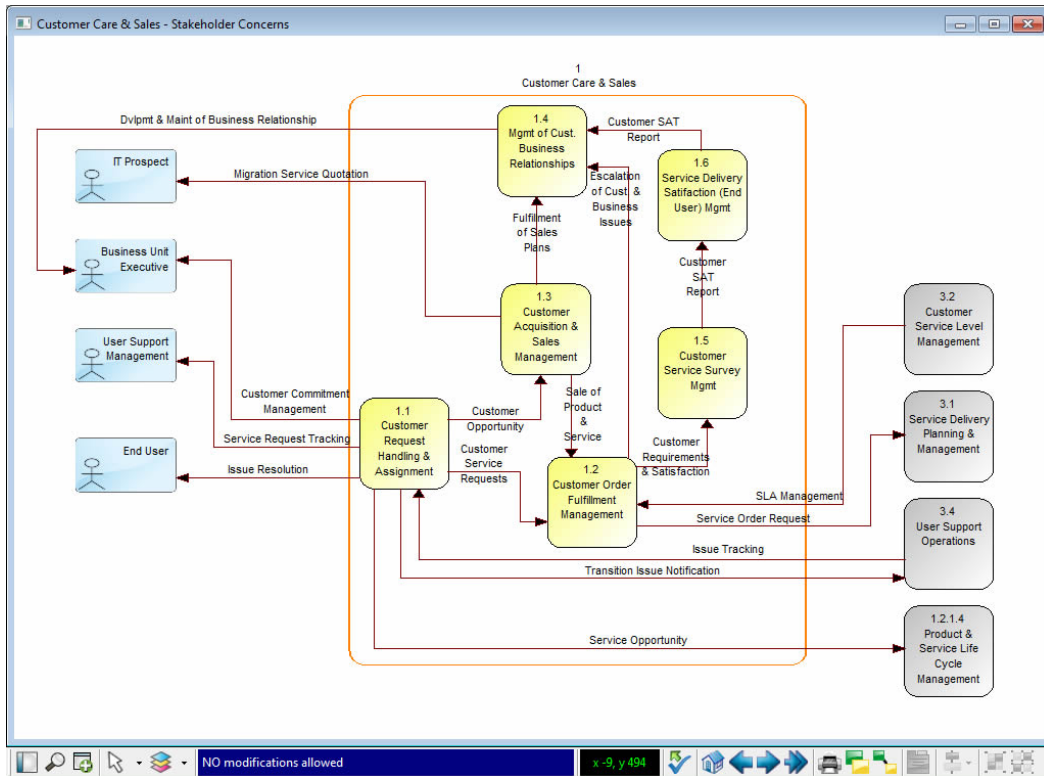 Customer Care & Sales - Stakeholder Concerns
1
Customer Care & Sales
Dvlpmt & Maint of Business Relationship
1.4
Mgmt of Cust.
Business
Relationships
Customer SAT
Report
1.6
Service Delivery
Satifaction (End
User) Mgmt
IT Prospect
Migration Service Quotation
Escalation
of Cust. &
Business
Issues
Fulfilment
of Sales
Plans
Business Unit
Executive
Customer
SAT
Report
1.3
Customer
Acquisition &
Sales
Management
3.2
Customer
Service Level
Management
User Support
Management
1.5
Customer
Service Survey
Mgmt
Customer Commitment
Management
Sale of
Product
&
Service
3.1
Service Delivery
Planning &
Management
1.1
Customer
Request
Handling &
Assignment
Customer
Opportunity
Service Request Tracking
Customer
Service
Requests
Customer
Requirements
& Satisfaction
End User
Issue Resolution
1.2
Customer Order
Fulfillment
Management
SLA Management
Service Order Request
3.4
User Support
Operations
Issue Tracking
Transition Issue Notification
1.2.1.4
Product &
Service Life
Cycle
Management
Service Opportunity
NO modifications allowed
x -9, y 494